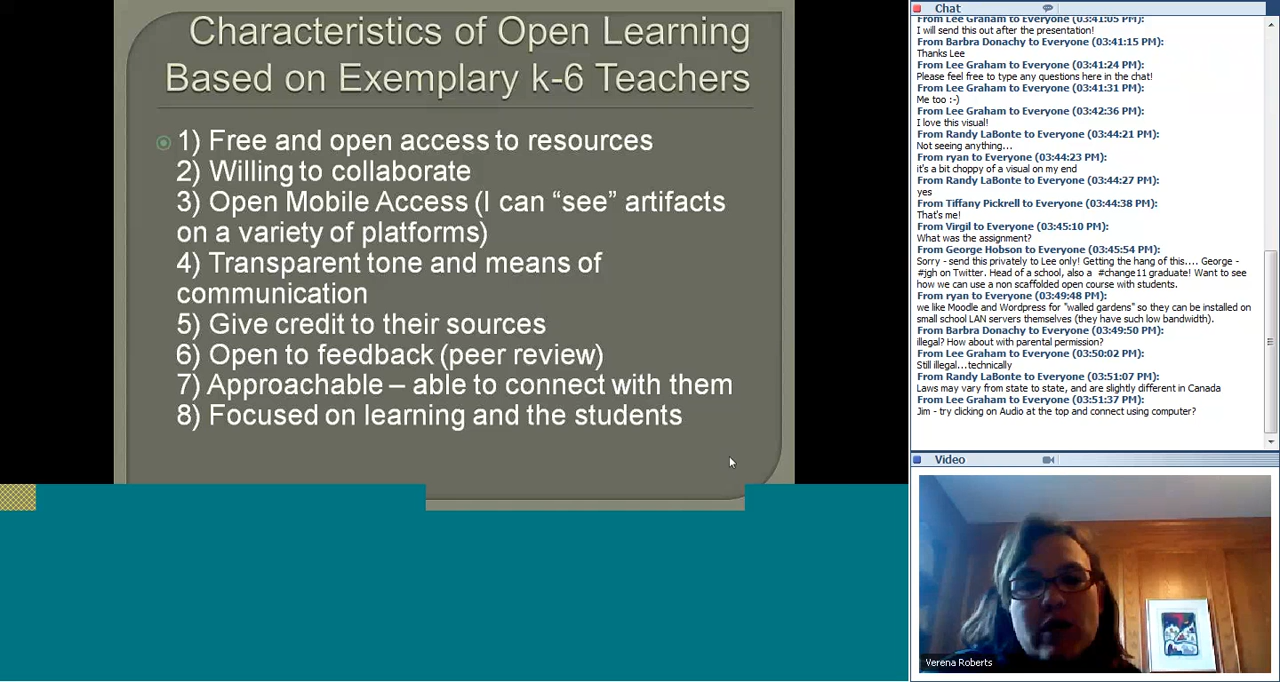 Characteristics of Open Learning
Based on Exemplary k-6 Teachers
1) Free and open access to resources
2) Willing to collaborate
3) Open Mobile Access (I can “see” artifacts
on a variety of platforms)
4) Transparent tone and means of
communication
5) Give credit to their sources
6) Open to feedback (peer review)
7) Approachable – able to connect with them
8) Focused on learning and the students
Chat
From Lee Graham to Everyone (03:41:05 PM):
I will send this out after the presentation!
From Barbra Donachy to Everyone (03:41:15 PM):
Thanks Lee
From Lee Graham to Everyone (03:41:24 PM):
Please feel free to type any questions here in the chat!
From Lee Graham to Everyone (03:41:31 PM):
Me too :-)
From Lee Graham to Everyone (03:42:36 PM):
I love this visual!
From Randy LaBonte to Everyone (03:44:21 PM):
Not seeing anything...
From ryan to Everyone (03:44:23 PM):
it's a bit choppy of a visual on my end
From Randy LaBonte to Everyone (03:44:27 PM):
yes
From Tiffany Pickrell to Everyone (03:44:38 PM):
That's me!
From Virgil to Everyone (03:45:10 PM):
What was the assignment?
From George Hobson to Everyone (03:45:54 PM):
Sorry - send this privately to Lee only! Getting the hang of this.... George -
#jgh on Twitter. Head of a school, also a #change11 graduate! Want to see
how we can use a non scaffolded open course with students.
From ryan to Everyone (03:49:48 PM):
we like Moodle and Wordpress for "walled gardens" so they can be installed on
small school LAN servers themselves (they have such low bandwidth).
From Barbra Donachy to Everyone (03:49:50 PM):
illegal? How about with parental permission?
From Lee Graham to Everyone (03:50:02 PM):
Still illegal...technically
From Randy LaBonte to Everyone (03:51:07 PM):
Laws may vary from state to state, and are slightly different in Canada
From Lee Graham to Everyone (03:51:37 PM):
Jim - try clicking on Audio at the top and connect using computer?
Video
Verena Roberts